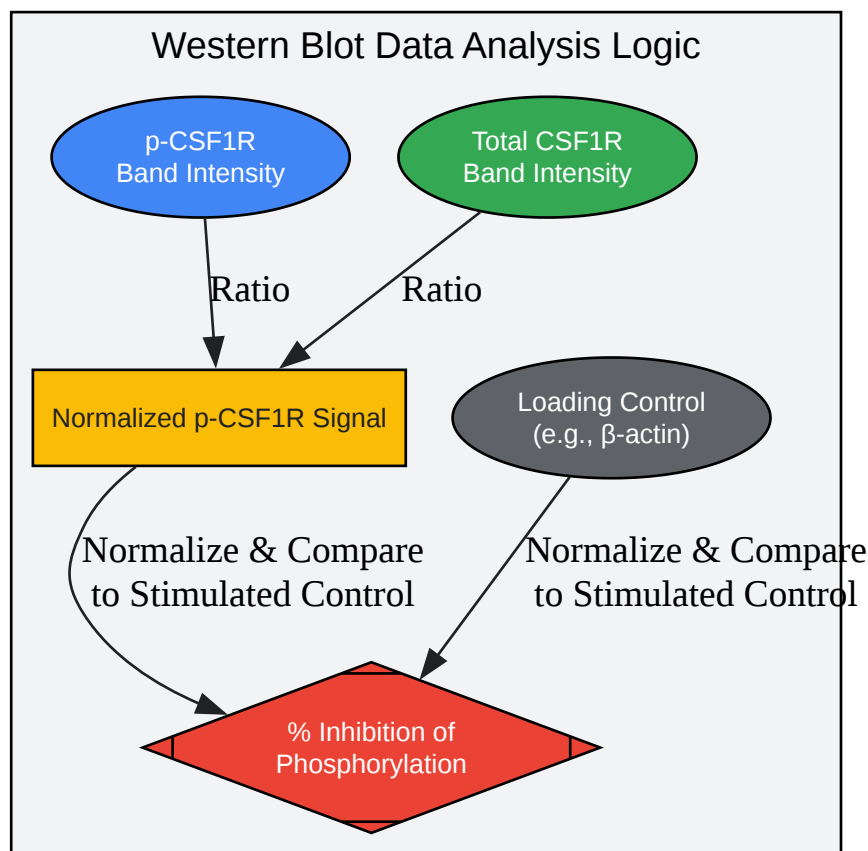 Western Blot Data Analysis Logic
p-CSF1R
Band Intensity
Total CSF1R
Band Intensity
Ratio
Ratio
Normalized p-CSF1R Signal
Loading Control
(e.g., β-actin)
Normalize & Compare
to Stimulated Control
Normalize & Compare
to Stimulated Control
% Inhibition of
Phosphorylation